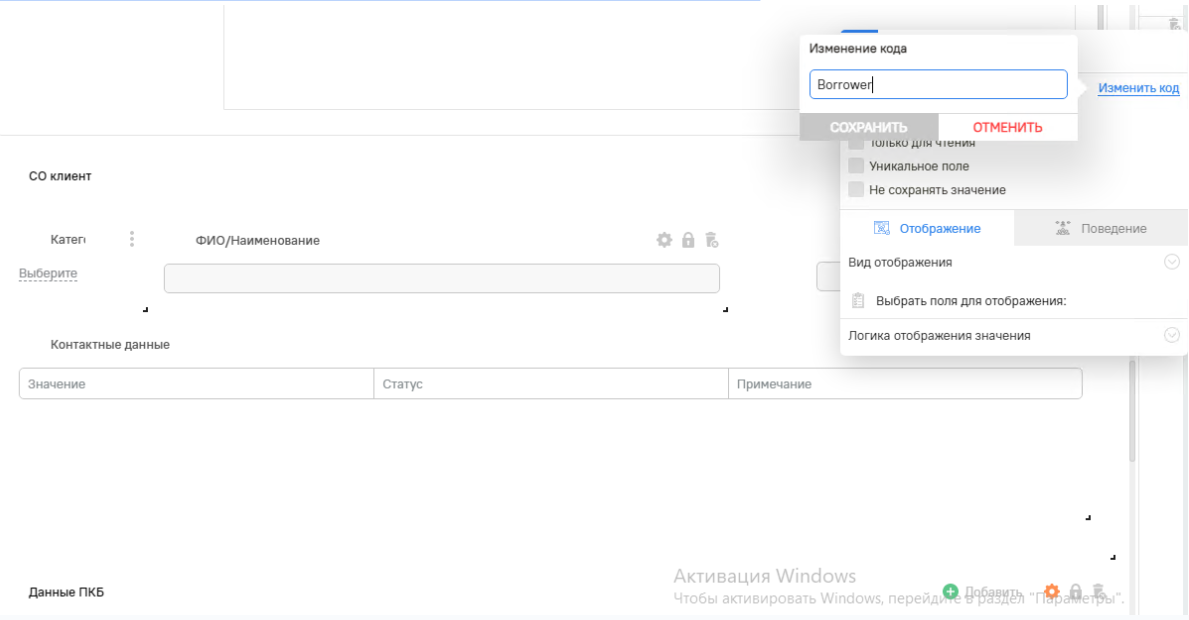 Изменение кода
Borrower
Изменить код
СОХРАНИТЬ
ОТМЕНИТЬ
Только для чтения
Уникальное поле
СО клиент
Не сохранять значение
Катего
ФИО/Наименование
Отображение
Поведение
Выберите
Вид отображения
Выбрать поля для отображения:
Контактные данные
Логика отображения значения
Значение
Статус
Примечание
Активация Windows
Данные ПКБ
Добавить
Чтобы активировать Windows, перейдите в раздел "Параметры".